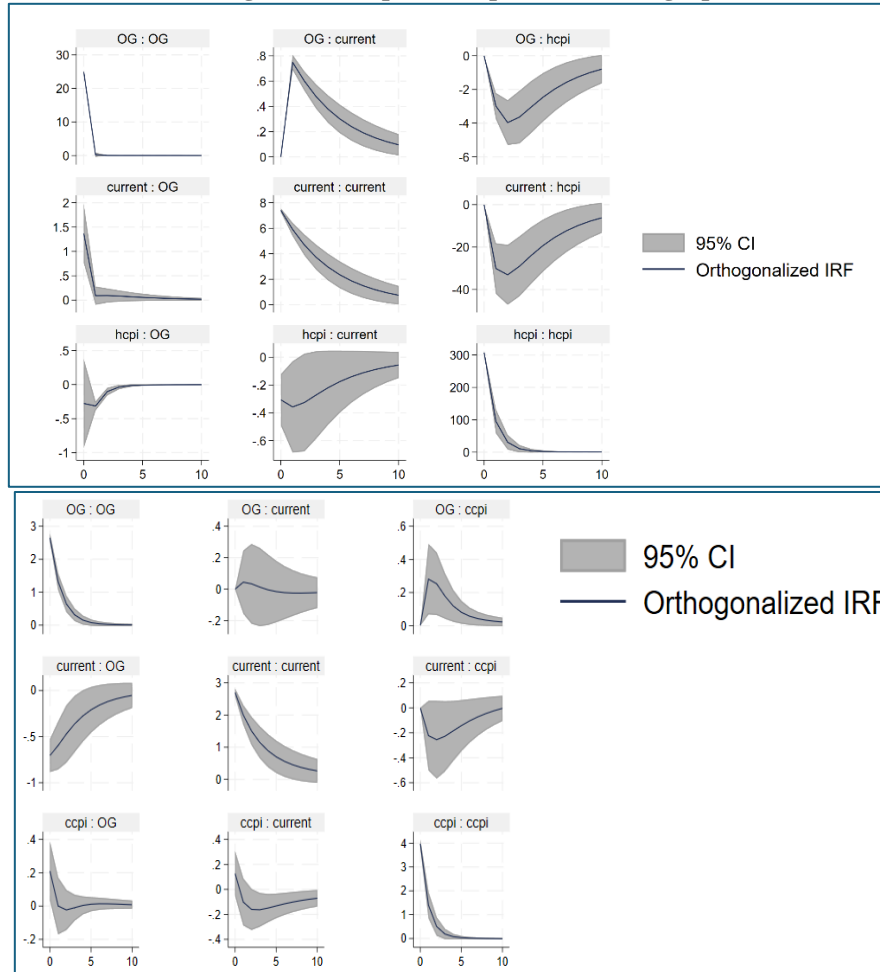 OG : OG OG : current OG : hcpi
30 .8 0
20 .6 -2
10 .4 -4
.2
0 0 -6
current : OG current : current current : hcpi
2 8 0
1.5 6
1 4 -20
.5 2 -40
0 0
95% CI
Orthogonalized IRF
hcpi : OG hcpi : current hcpi : hcpi
.5 0 300
0 -.2 200
-.5 -.4 100
-1 -.6 0
0 5 10 0 5 10 0 5 10
OG : OG OG : current OG : ccpi
3 .4 .6
2 .2 .4
1 0 .2
0 -.2 0
95% CI
Orthogonalized IRF
current : OG current : current current : ccpi
0 3 .2
2 0
-.5 -.2
1 -.4
-1 0 -.6
ccpi : OG ccpi : current ccpi : ccpi
.4 .4 4
.2 .2 3
0 0 2
-.2 1
-.2 -.4 0
0 5 10 0 5 10 0 5 10